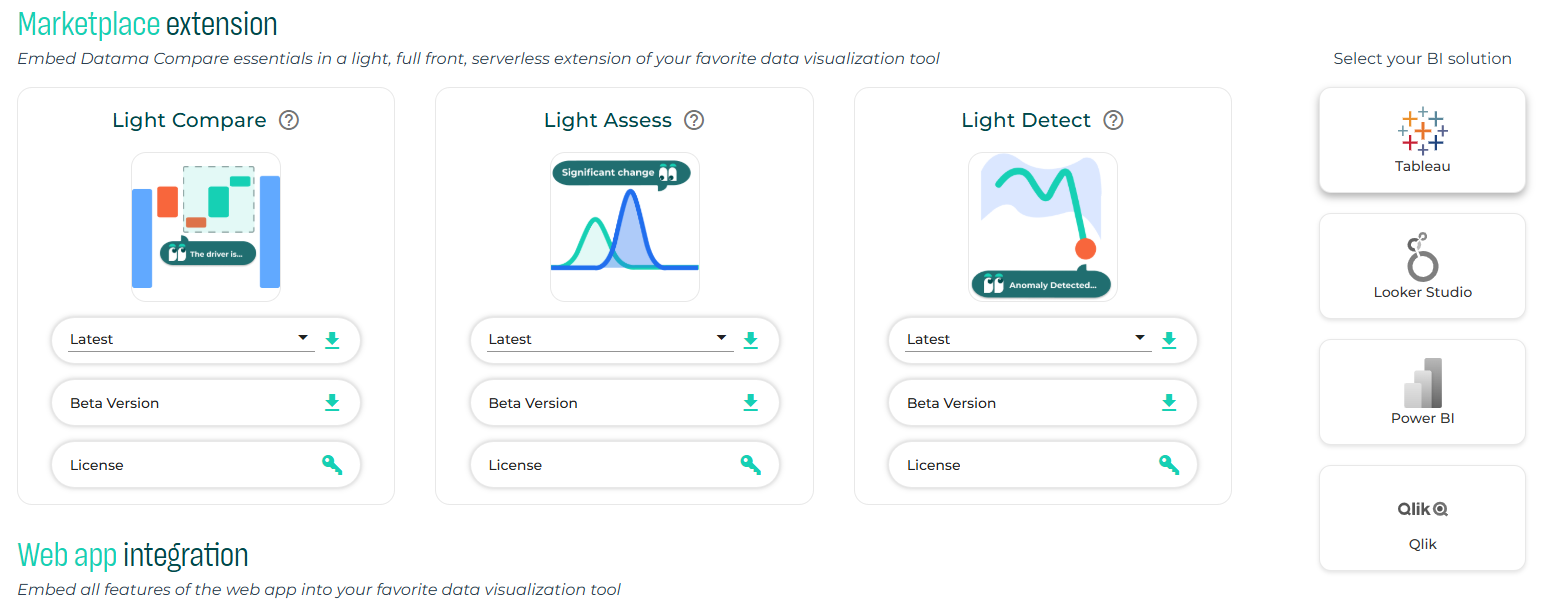 Marketplace extension
Embed Datama Compare essentials in a light, full front, serverless extension of your favorite data visualization tool
Select your BI solution
Light Compare ?
The driver is...
Latest
Beta Version
License
Light Assess ?
Significant change
Latest
Beta Version
License
Light Detect ?
Anomaly Detected...
Latest
Beta Version
License
Tableau
Looker Studio
Power BI
Qlik
Qlik
Web app integration
Embed all features of the web app into your favorite data visualization tool